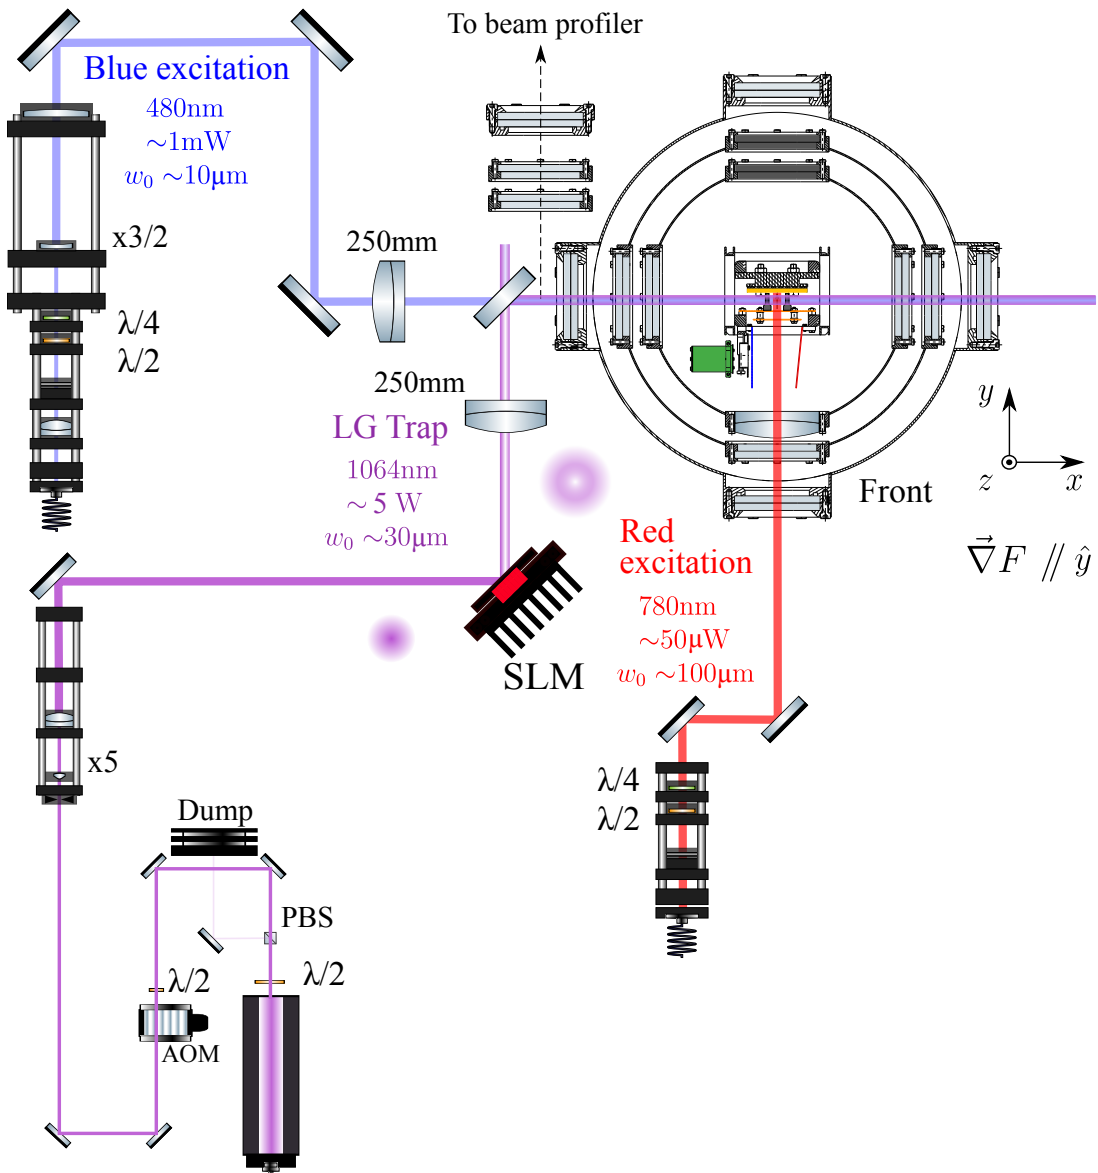 To beam profiler
Blue excitation
480nm
~1mW
w₀ ~10µm
x3/2
λ/4
λ/2
250mm
250mm
LG Trap
1064nm
~ 5 W
w₀ ~30µm
Front
y
z
x
∇⃗F // ŷ
Red
excitation
780nm
~50µW
w₀ ~100µm
SLM
x5
λ/4
λ/2
Dump
PBS
λ/2
λ/2
AOM